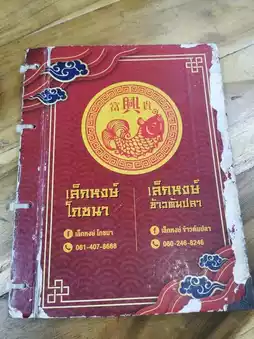 เล็กหงษ์
โภชนา
เล็กหงษ์ โภชนา
061-407-8668
เล็กหงษ์
ข้าวต้มปลา
เล็กหงษ์ ข้าวต้มปลา
080-246-8246